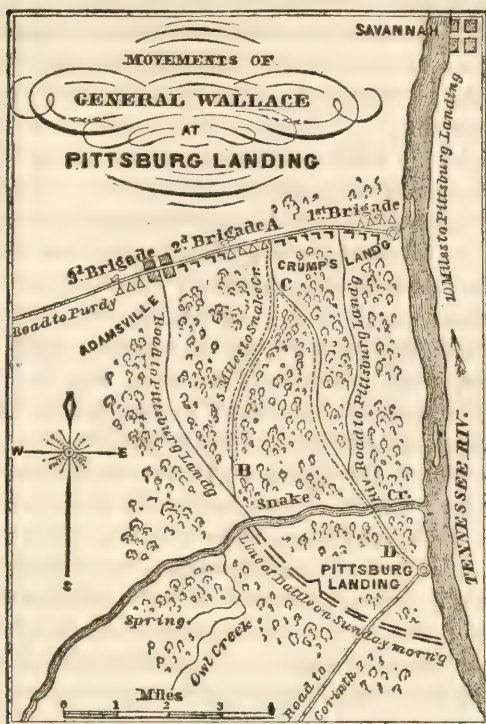 SAVANNAH
MOVEMENTS OF
GENERAL WALLACE
AT
PITTSBURG LANDING
10 Miles to Pittsburg Landing
1st Brigade
2d Brigade A
3d Brigade
CRUMP'S LANDG
C
Road to Purdy
ADAMSVILLE
Road to Pittsburg Landg
5 Miles to Snake Cr.
Riv Road to Pittsburg Landg
W
E
S
B
Snake
Cr.
TENNESSEE RIV.
D
PITTSBURG
LANDING
Line of Battle on Sunday morn'g
Spring
Owl Creek
Road to
Corinth
Miles
0 1 2 3